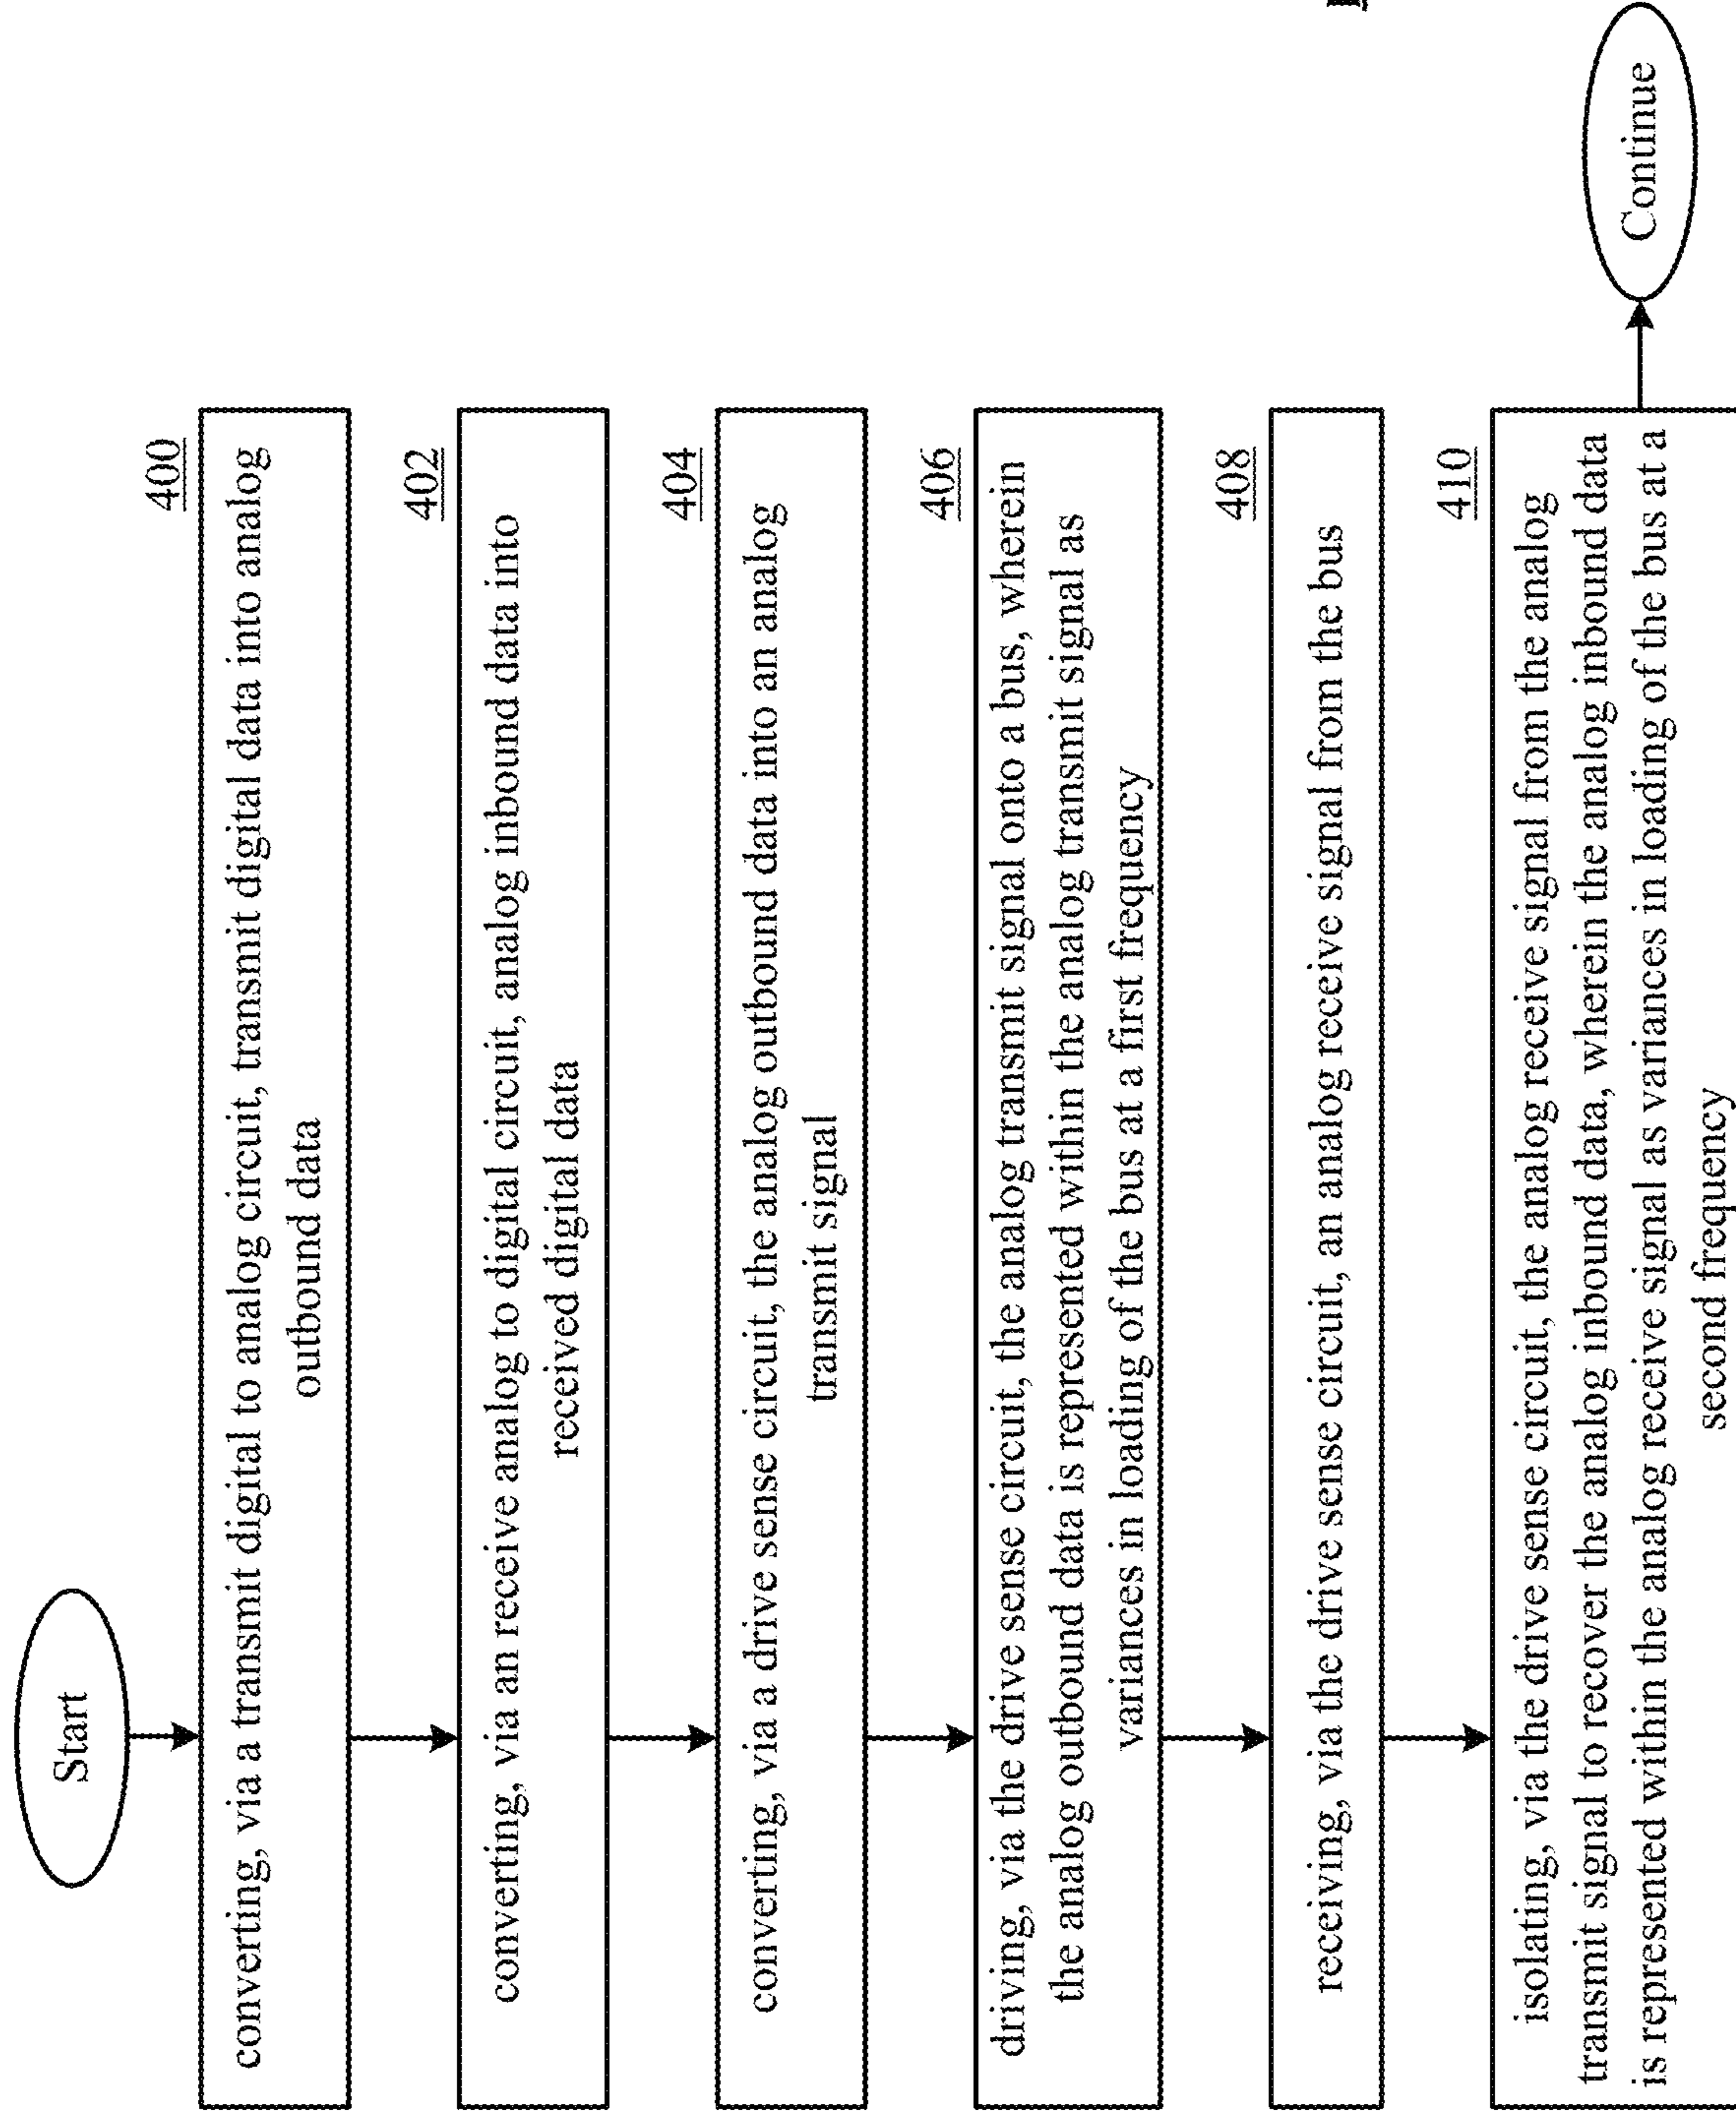 Start
400
converting, via a transmit digital to analog circuit, transmit digital data into analog
outbound data
402
converting, via an receive analog to digital circuit, analog inbound data into
received digital data
404
converting, via a drive sense circuit, the analog outbound data into an analog
transmit signal
406
driving, via the drive sense circuit, the analog transmit signal onto a bus, wherein
the analog outbound data is represented within the analog transmit signal as
variances in loading of the bus at a first frequency
408
receiving, via the drive sense circuit, an analog receive signal from the bus
410
isolating, via the drive sense circuit, the analog receive signal from the analog
transmit signal to recover the analog inbound data, wherein the analog inbound data
is represented within the analog receive signal as variances in loading of the bus at a
second frequency
Continue